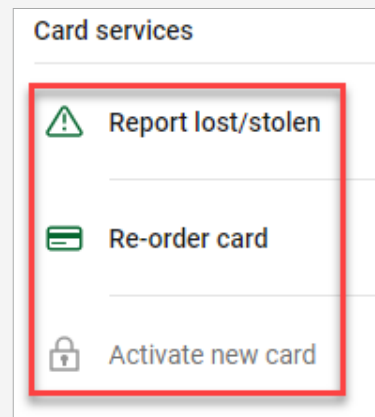 Card services
Report lost/stolen
Re-order card
Activate new card